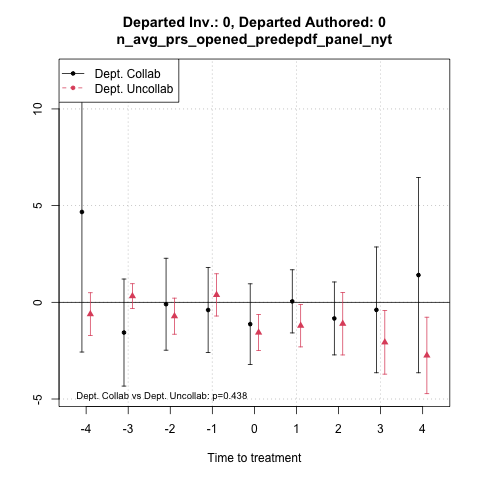 Departed Inv.: 0, Departed Authored: 0
n_avg_prs_opened_predepdf_panel_nyt
Dept. Collab
Dept. Uncollab
10
5
0
-5
Dept. Collab vs Dept. Uncollab: p=0.438
-4 -3 -2 -1 0 1 2 3 4
Time to treatment